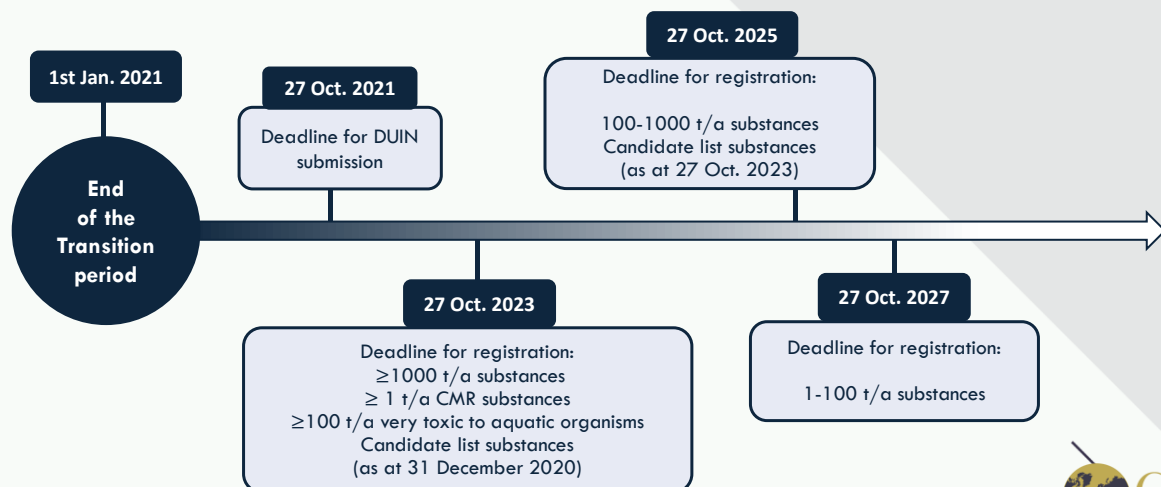 1st Jan. 2021
End
of the
Transition
period
27 Oct. 2021
Deadline for DUIN
submission
27 Oct. 2023
Deadline for registration:
≥1000 t/a substances
≥ 1 t/a CMR substances
≥100 t/a very toxic to aquatic organisms
Candidate list substances
(as at 31 December 2020)
27 Oct. 2025
Deadline for registration:
100-1000 t/a substances
Candidate list substances
(as at 27 Oct. 2023)
27 Oct. 2027
Deadline for registration:
1-100 t/a substances